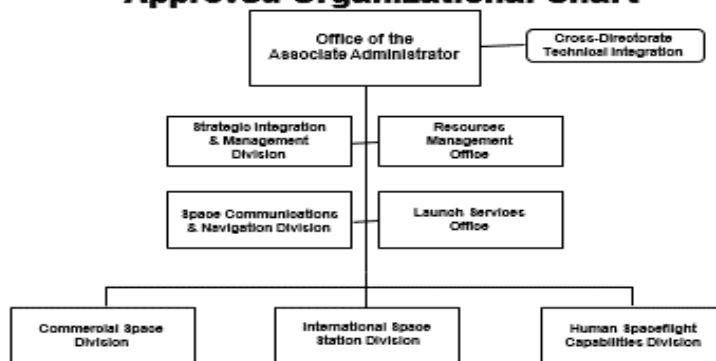 Approved Organizational Chart
Office of the
Associate Administrator
Cross-Directorate
Technical Integration
Strategic Integration
& Management
Division
Resources
Management
Office
Space Communications
& Navigation Division
Launch Services
Office
Commercial Space
Division
International Space
Station Division
Human Spaceflight
Capabilities Division